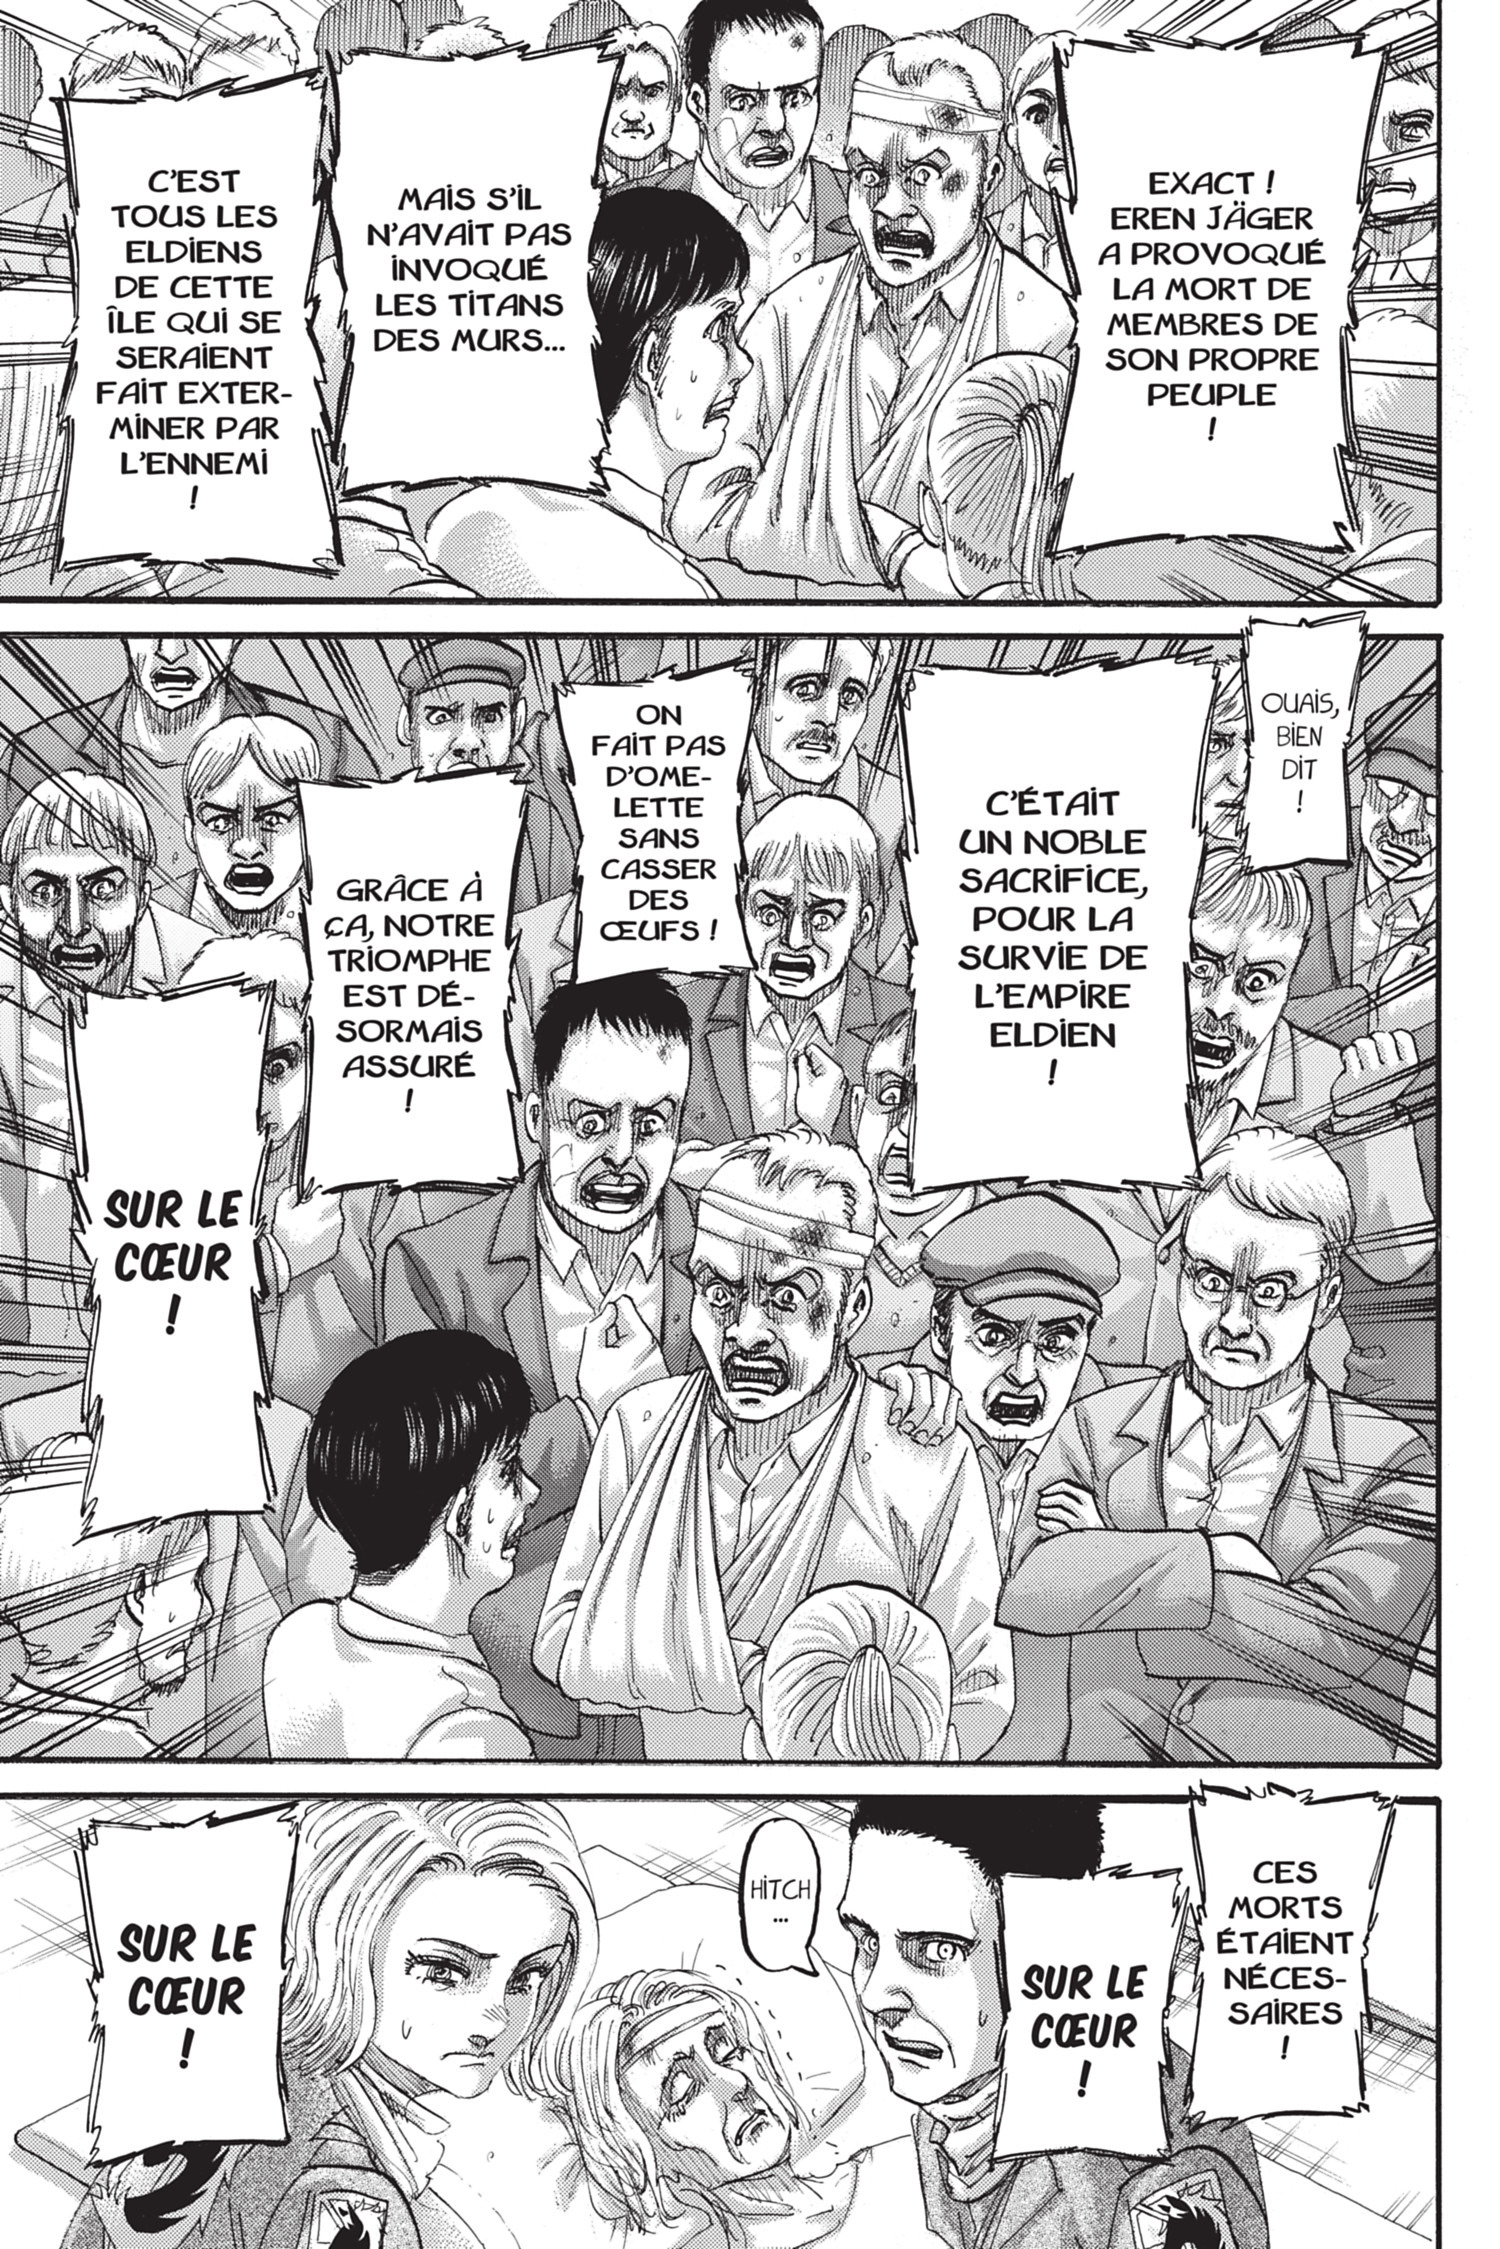 EXACT !
EREN JÄGER
A PROVOQUÉ
LA MORT DE
MEMBRES DE
SON PROPRE
PEUPLE
!
MAIS S'IL
N'AVAIT PAS
INVOQUÉ
LES TITANS
DES MURS...
C'EST
TOUS LES
ELDIENS
DE CETTE
ÎLE QUI SE
SERAIENT
FAIT EXTER-
MINER PAR
L'ENNEMI
!
OUAIS,
BIEN
DIT
!
C'ÉTAIT
UN NOBLE
SACRIFICE,
POUR LA
SURVIE DE
L'EMPIRE
ELDIEN
!
ON
FAIT PAS
D'OME-
LETTE
SANS
CASSER
DES
ŒUFS !
GRÂCE À
ÇA, NOTRE
TRIOMPHE
EST DÉ-
SORMAIS
ASSURÉ
!
SUR LE
CŒUR
!
CES
MORTS
ÉTAIENT
NÉCES-
SAIRES
!
SUR LE
CŒUR
!
HITCH
...
SUR LE
CŒUR
!